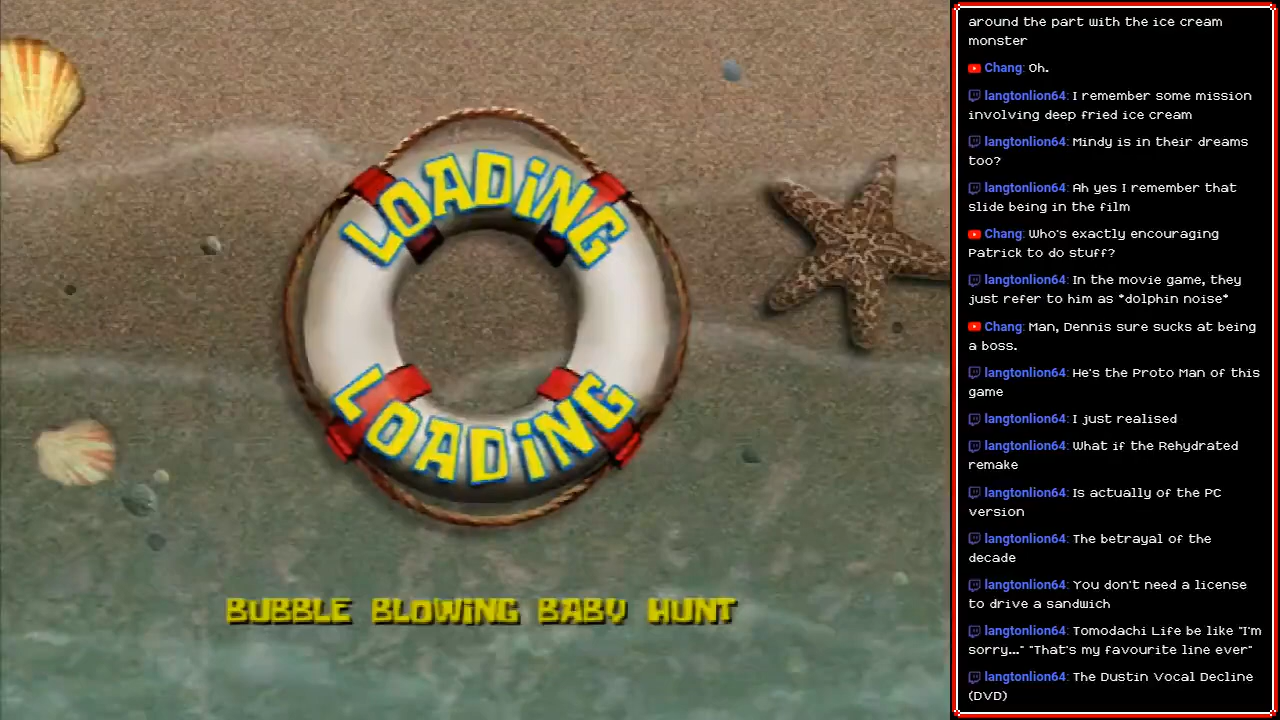 LOADING
LOADING
BUBBLE BLOWING BABY HUNT
around the part with the ice cream
monster
Chang: Oh.
langtonlion64: I remember some mission
involving deep fried ice cream
langtonlion64: Mindy is in their dreams
too?
langtonlion64: Ah yes I remember that
slide being in the film
Chang: Who's exactly encouraging
Patrick to do stuff?
langtonlion64: In the movie game, they
just refer to him as *dolphin noise*
Chang: Man, Dennis sure sucks at being
a boss.
langtonlion64: He's the Proto Man of this
game
langtonlion64: I just realised
langtonlion64: What if the Rehydrated
remake
langtonlion64: Is actually of the PC
version
langtonlion64: The betrayal of the
decade
langtonlion64: You don't need a license
to drive a sandwich
langtonlion64: Tomodachi Life be like "I'm
sorry..." "That's my favourite line ever"
langtonlion64: The Dustin Vocal Decline
(DVD)